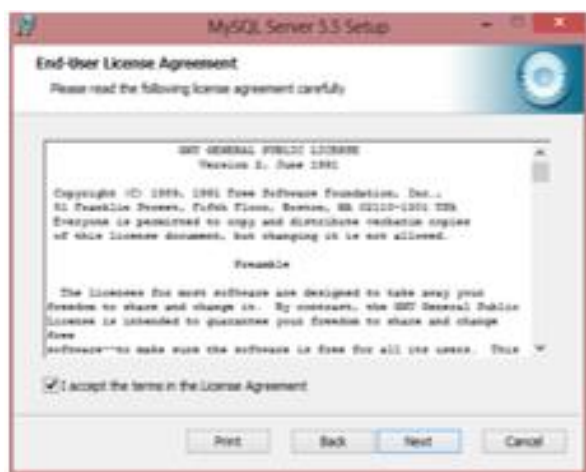 MySQL Server 5.5 Setup
End-User License Agreement
Please read the following license agreement carefully
GNU GENERAL PUBLIC LICENSE
Version 2, June 1991
Copyright (C) 1989, 1991 Free Software Foundation, Inc.,
51 Franklin Street, Fifth Floor, Boston, MA 02110-1301 USA
Everyone is permitted to copy and distribute verbatim copies
of this license document, but changing it is not allowed.
Preamble
The licenses for most software are designed to take away your
freedom to share and change it. By contrast, the GNU General Public
License is intended to guarantee your freedom to share and change
free
software--to make sure the software is free for all its users. This
I accept the terms in the License Agreement
Print
Back
Next
Cancel